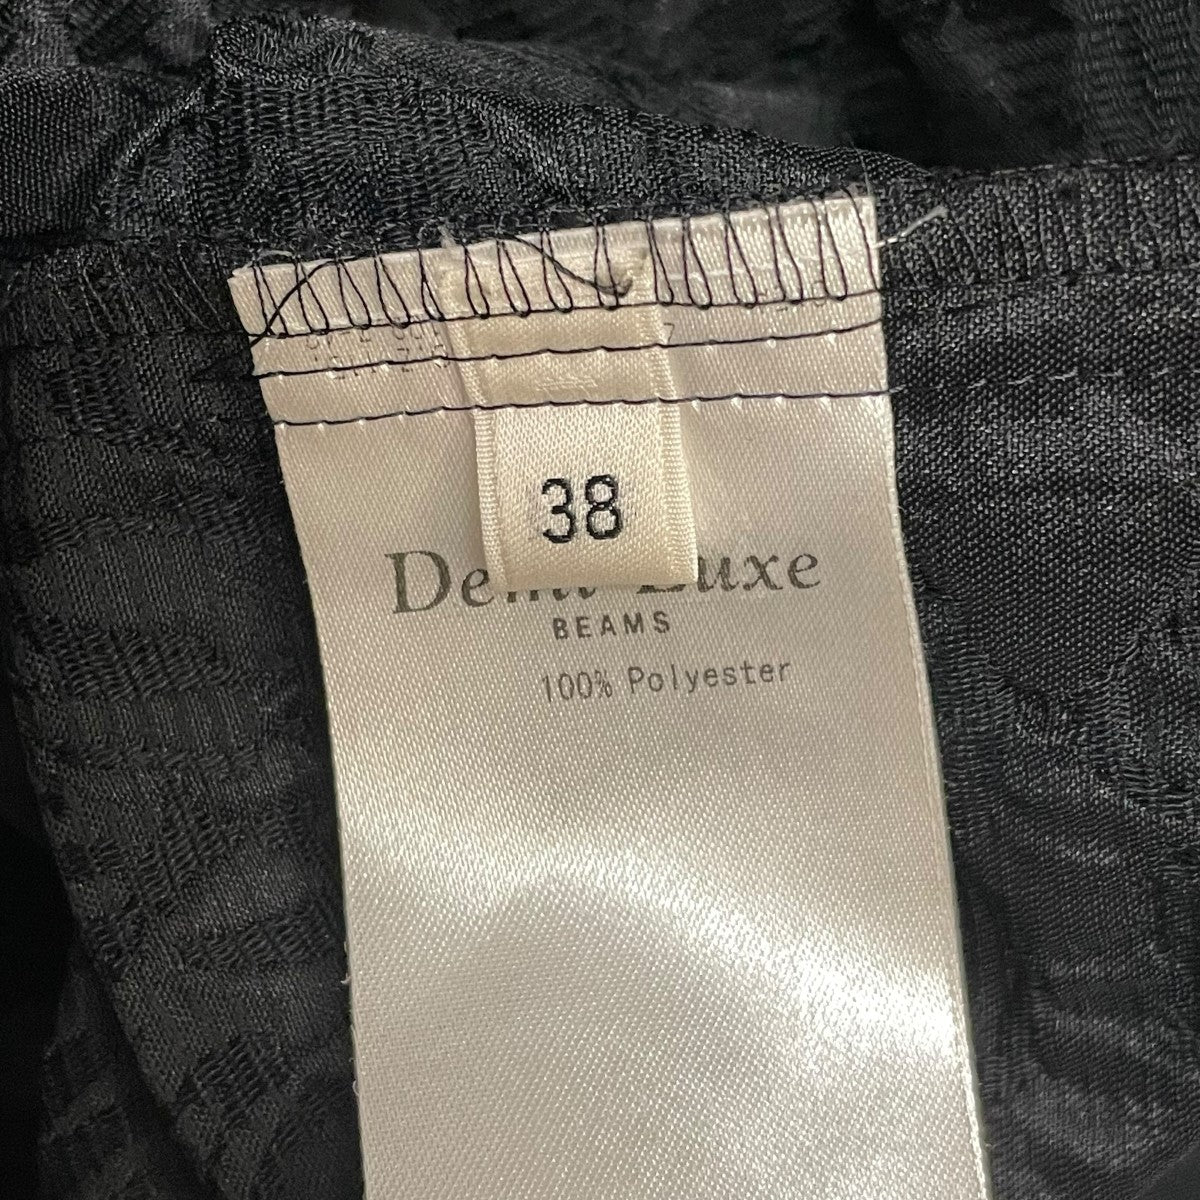 38
Demi-Luxe
BEAMS
100% Polyester